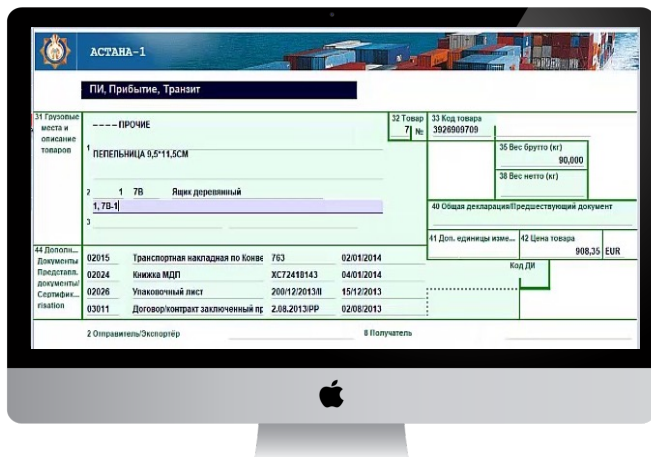 АСТАНА-1
ПИ, Прибытие, Транзит
31 Грузовые места и описание товаров
32 Товар 7 №
33 Код товара
3926909709
1 ----ПРОЧИЕ
ПЕПЕЛЬНИЦА 9,5*11,5СМ
35 Вес брутто (кг)
90,000
38 Вес нетто (кг)
2 1 7B Ящик деревянный
1, 7B-1
3
40 Общая декларация/Предшествующий документ
41 Доп. единицы изме...
42 Цена товара
908,35 EUR
Код ДИ
44 Дополн... Документы Представл. документы/ Сертифик... risation
02015 Транспортная накладная по Конве 763 02/01/2014
02024 Книжка МДП XC72418143 04/01/2014
02026 Упаковочный лист 200/12/2013/II 15/12/2013
03011 Договор/контракт заключенный пр 2.08.2013/PP 02/08/2013
2 Отправитель/Экспортёр
8 Получатель